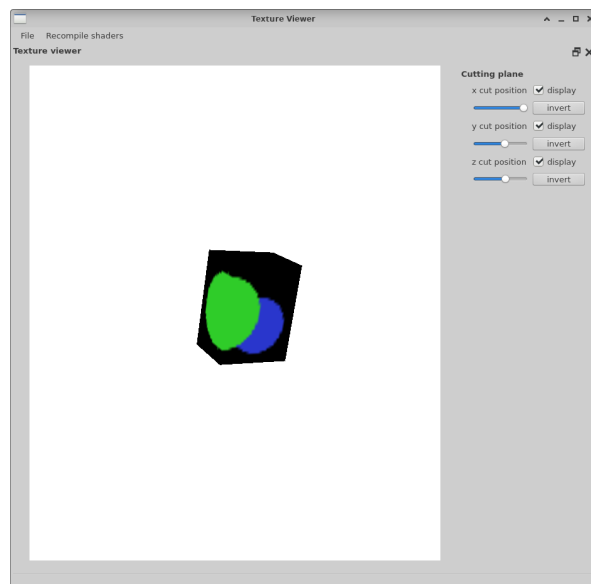 Texture Viewer
File Recompile shaders
Texture viewer
Cutting plane
x cut position display
invert
y cut position display
invert
z cut position display
invert